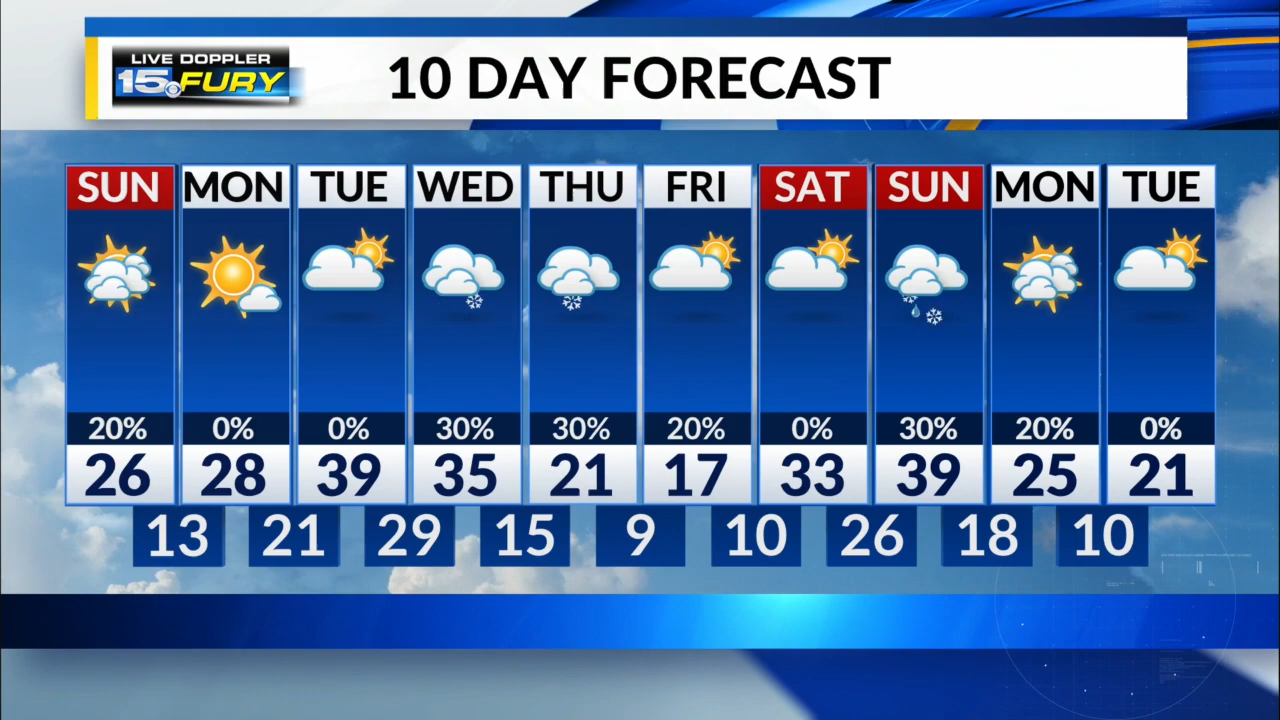 LIVE DOPPLER
15 FURY
10 DAY FORECAST
SUN MON TUE WED THU FRI SAT SUN MON TUE
20% 0% 0% 30% 30% 20% 0% 30% 20% 0%
26 28 39 35 21 17 33 39 25 21
13 21 29 15 9 10 26 18 10